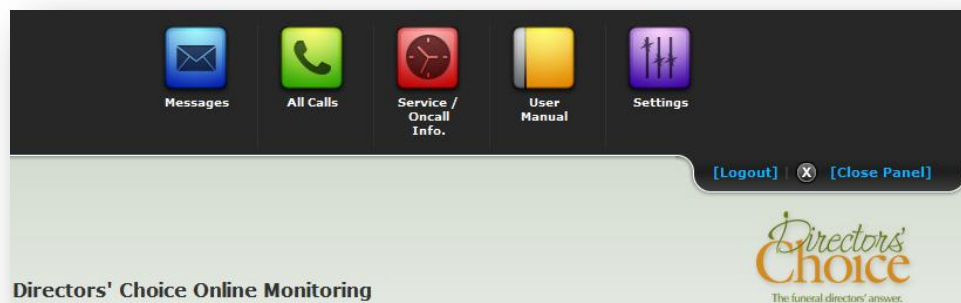 Messages
All Calls
Service /
Oncall
Info.
User
Manual
Settings
[Logout] | X [Close Panel]
Directors'
Choice
The funeral directors' answer.
Directors' Choice Online Monitoring